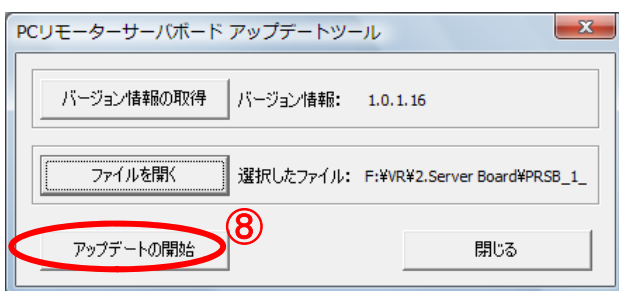 PCリモーターサーバボード アップデートツール
バージョン情報の取得 バージョン情報: 1.0.1.16
ファイルを開く 選択したファイル: F:¥VR¥2.Server Board¥PRSB_1_
⑧
アップデートの開始 閉じる